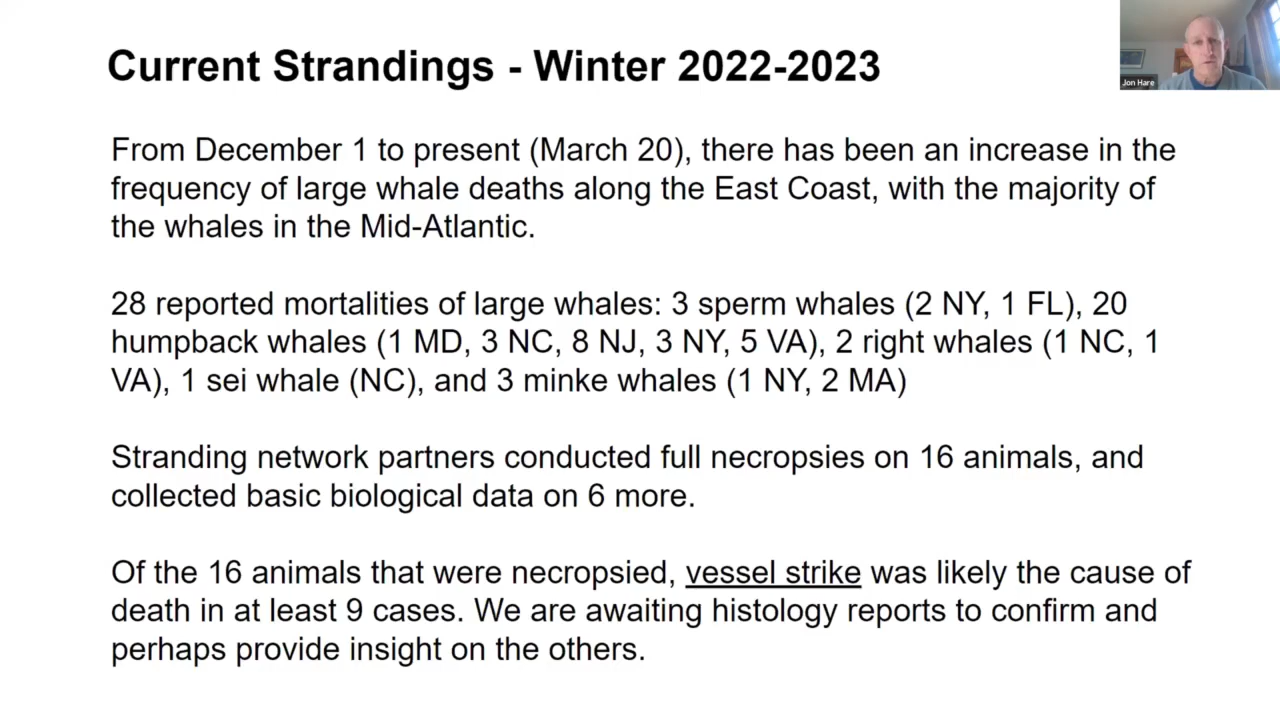 Current Strandings - Winter 2022-2023
Jon Hare
From December 1 to present (March 20), there has been an increase in the
frequency of large whale deaths along the East Coast, with the majority of
the whales in the Mid-Atlantic.
28 reported mortalities of large whales: 3 sperm whales (2 NY, 1 FL), 20
humpback whales (1 MD, 3 NC, 8 NJ, 3 NY, 5 VA), 2 right whales (1 NC, 1
VA), 1 sei whale (NC), and 3 minke whales (1 NY, 2 MA)
Stranding network partners conducted full necropsies on 16 animals, and
collected basic biological data on 6 more.
Of the 16 animals that were necropsied, vessel strike was likely the cause of
death in at least 9 cases. We are awaiting histology reports to confirm and
perhaps provide insight on the others.